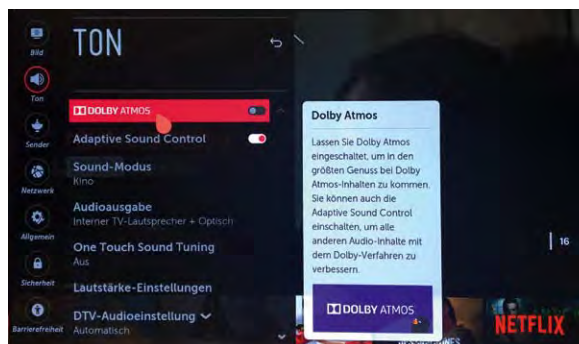 TON
Bild
Ton
Sender
Netzwerk
Allgemein
Sicherheit
Barrierefreiheit
DOLBY ATMOS
Adaptive Sound Control
Sound-Modus
Kino
Audioausgabe
Interner TV-Lautsprecher + Optisch
One Touch Sound Tuning
Aus
Lautstärke-Einstellungen
DTV-Audioeinstellung
Automatisch
Dolby Atmos
Lassen Sie Dolby Atmos
eingeschaltet, um in den
größten Genuss bei Dolby
Atmos-Inhalten zu kommen.
Sie können auch die
Adaptive Sound Control
einschalten, um alle
anderen Audio-Inhalte mit
dem Dolby-Verfahren zu
verbessern.
DOLBY ATMOS
16
NETFLIX